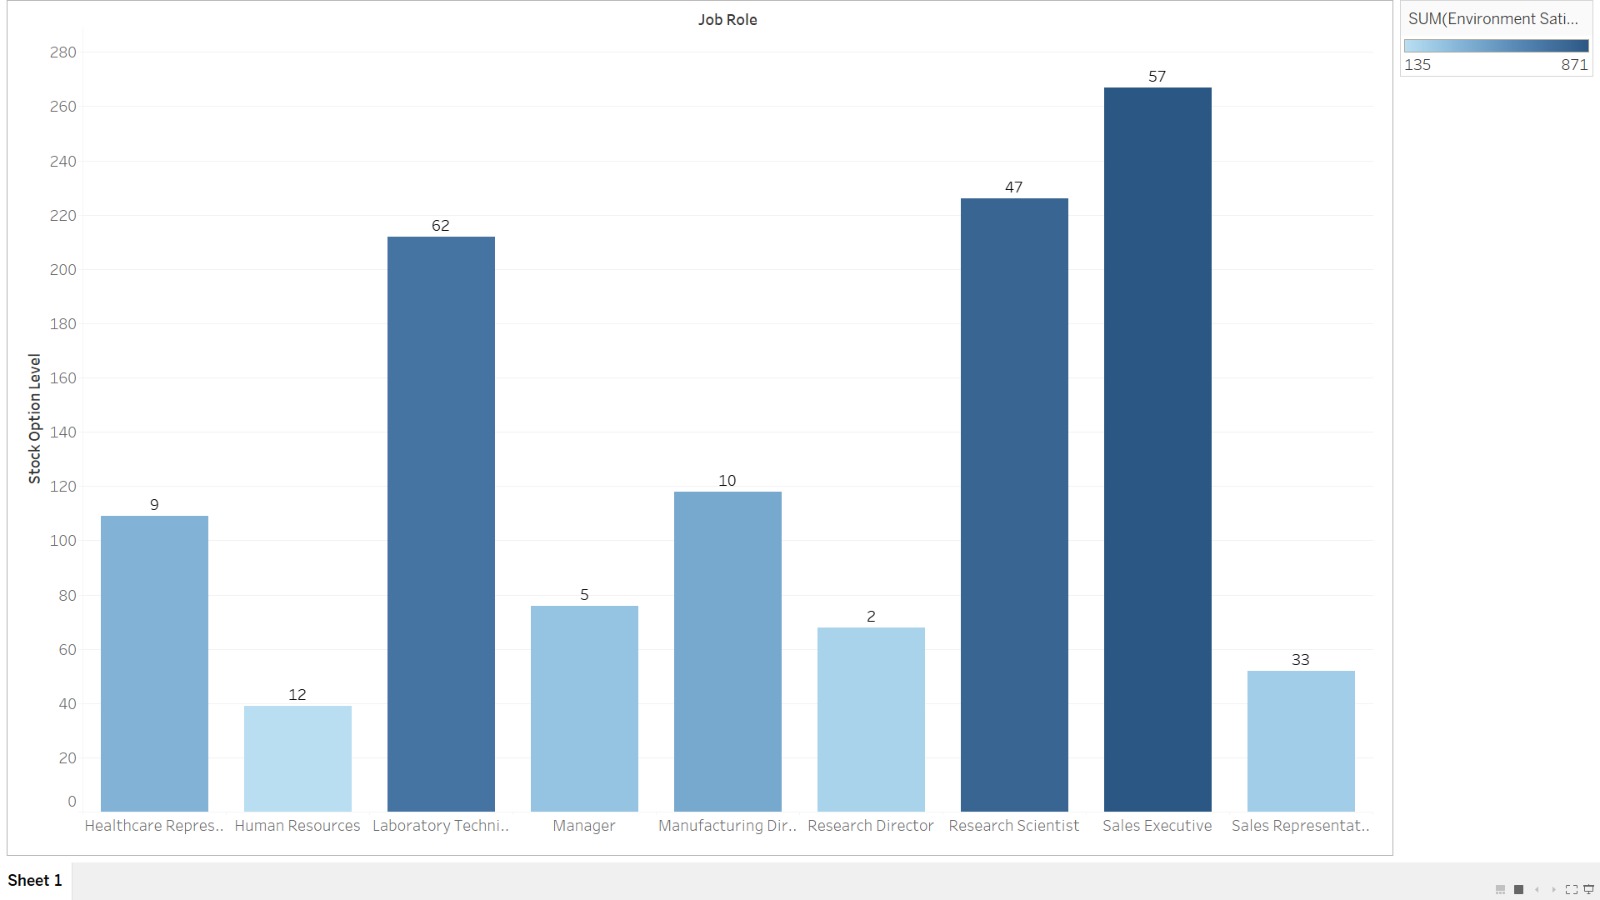 Job Role
SUM(Environment Sati...
135 871
280
260
240
220
200
180
160
140
120
100
80
60
40
20
0
Stock Option Level
9
12
62
5
10
2
47
57
33
Healthcare Repres..
Human Resources
Laboratory Techni..
Manager
Manufacturing Dir..
Research Director
Research Scientist
Sales Executive
Sales Representat..
Sheet 1